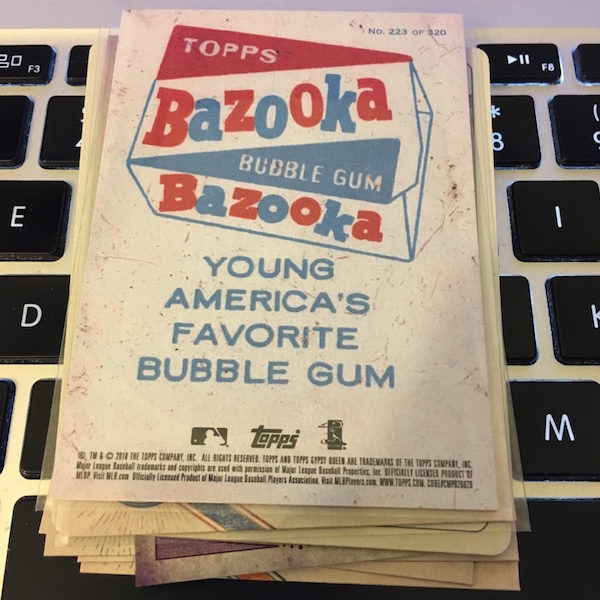 No. 223 OF 320
TOPPS
Bazooka
BUBBLE GUM
Bazooka
YOUNG
AMERICA'S
FAVORITE
BUBBLE GUM
Topps
®, TM & © 2018 THE TOPPS COMPANY, INC. ALL RIGHTS RESERVED. TOPPS AND TOPPS GYPSY QUEEN ARE TRADEMARKS OF THE TOPPS COMPANY, INC.
Major League Baseball trademarks and copyrights are used with permission of Major League Baseball Properties, Inc. OFFICIALLY LICENSED PRODUCT OF
MLBP. Visit MLB.com Officially Licensed Product of Major League Baseball Players Association. Visit MLBPlayers.com. WWW.TOPPS.COM. CODE#CMP029829
F3
F8
8
E
I
D
K
M